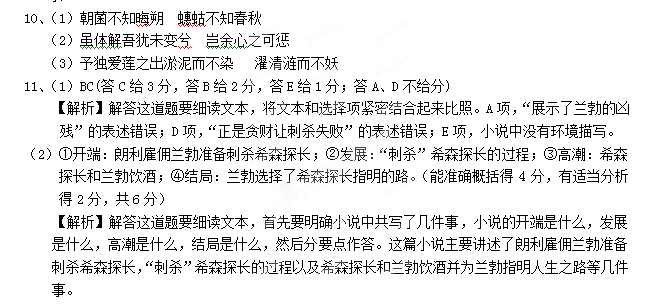 10、（1）朝菌不知晦朔　蟪蛄不知春秋
（2）虽体解吾犹未变兮　岂余心之可惩
（3）予独爱莲之出淤泥而不染　濯清涟而不妖
11、（1）BC(答 C 给 3 分，答 B 给 2 分，答 E 给 1 分；答 A、D 不给分)
【解析】解答这道题要细读文本，将文本和选择项紧密结合起来比照。A 项，“展示了兰勃的凶
残”的表述错误；D 项，“正是贪财让刺杀失败”的表述错误；E 项，小说中没有环境描写。
（2）①开端：朗利雇佣兰勃准备刺杀希森探长；②发展：“刺杀”希森探长的过程；③高潮：希森
探长和兰勃饮酒；④结局：兰勃选择了希森探长指明的路。（能准确概括得 4 分，有适当分析
得 2 分，共 6 分）
【解析】解答这道题要细读文本，首先要明确小说中共写了几件事，小说的开端是什么，发展
是什么，高潮是什么，结局是什么，然后分要点作答。这篇小说主要讲述了朗利雇佣兰勃准备
刺杀希森探长，“刺杀”希森探长的过程以及希森探长和兰勃饮酒并为兰勃指明人生之路等几件
事。